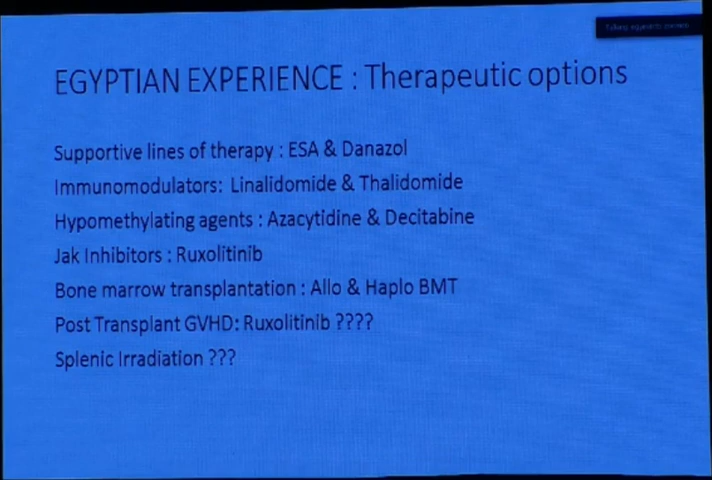 EGYPTIAN EXPERIENCE : Therapeutic options
Supportive lines of therapy : ESA & Danazol
Immunomodulators: Linalidomide & Thalidomide
Hypomethylating agents : Azacytidine & Decitabine
Jak Inhibitors : Ruxolitinib
Bone marrow transplantation : Allo & Haplo BMT
Post Transplant GVHD: Ruxolitinib ????
Splenic Irradiation ???